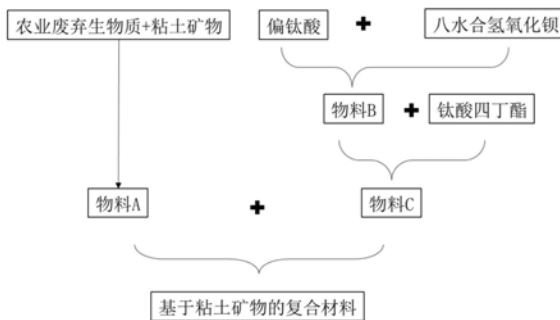 农业废弃生物质+粘土矿物
偏钛酸
+
八水合氢氧化钡
物料B
+
钛酸四丁酯
物料A
+
物料C
基于粘土矿物的复合材料